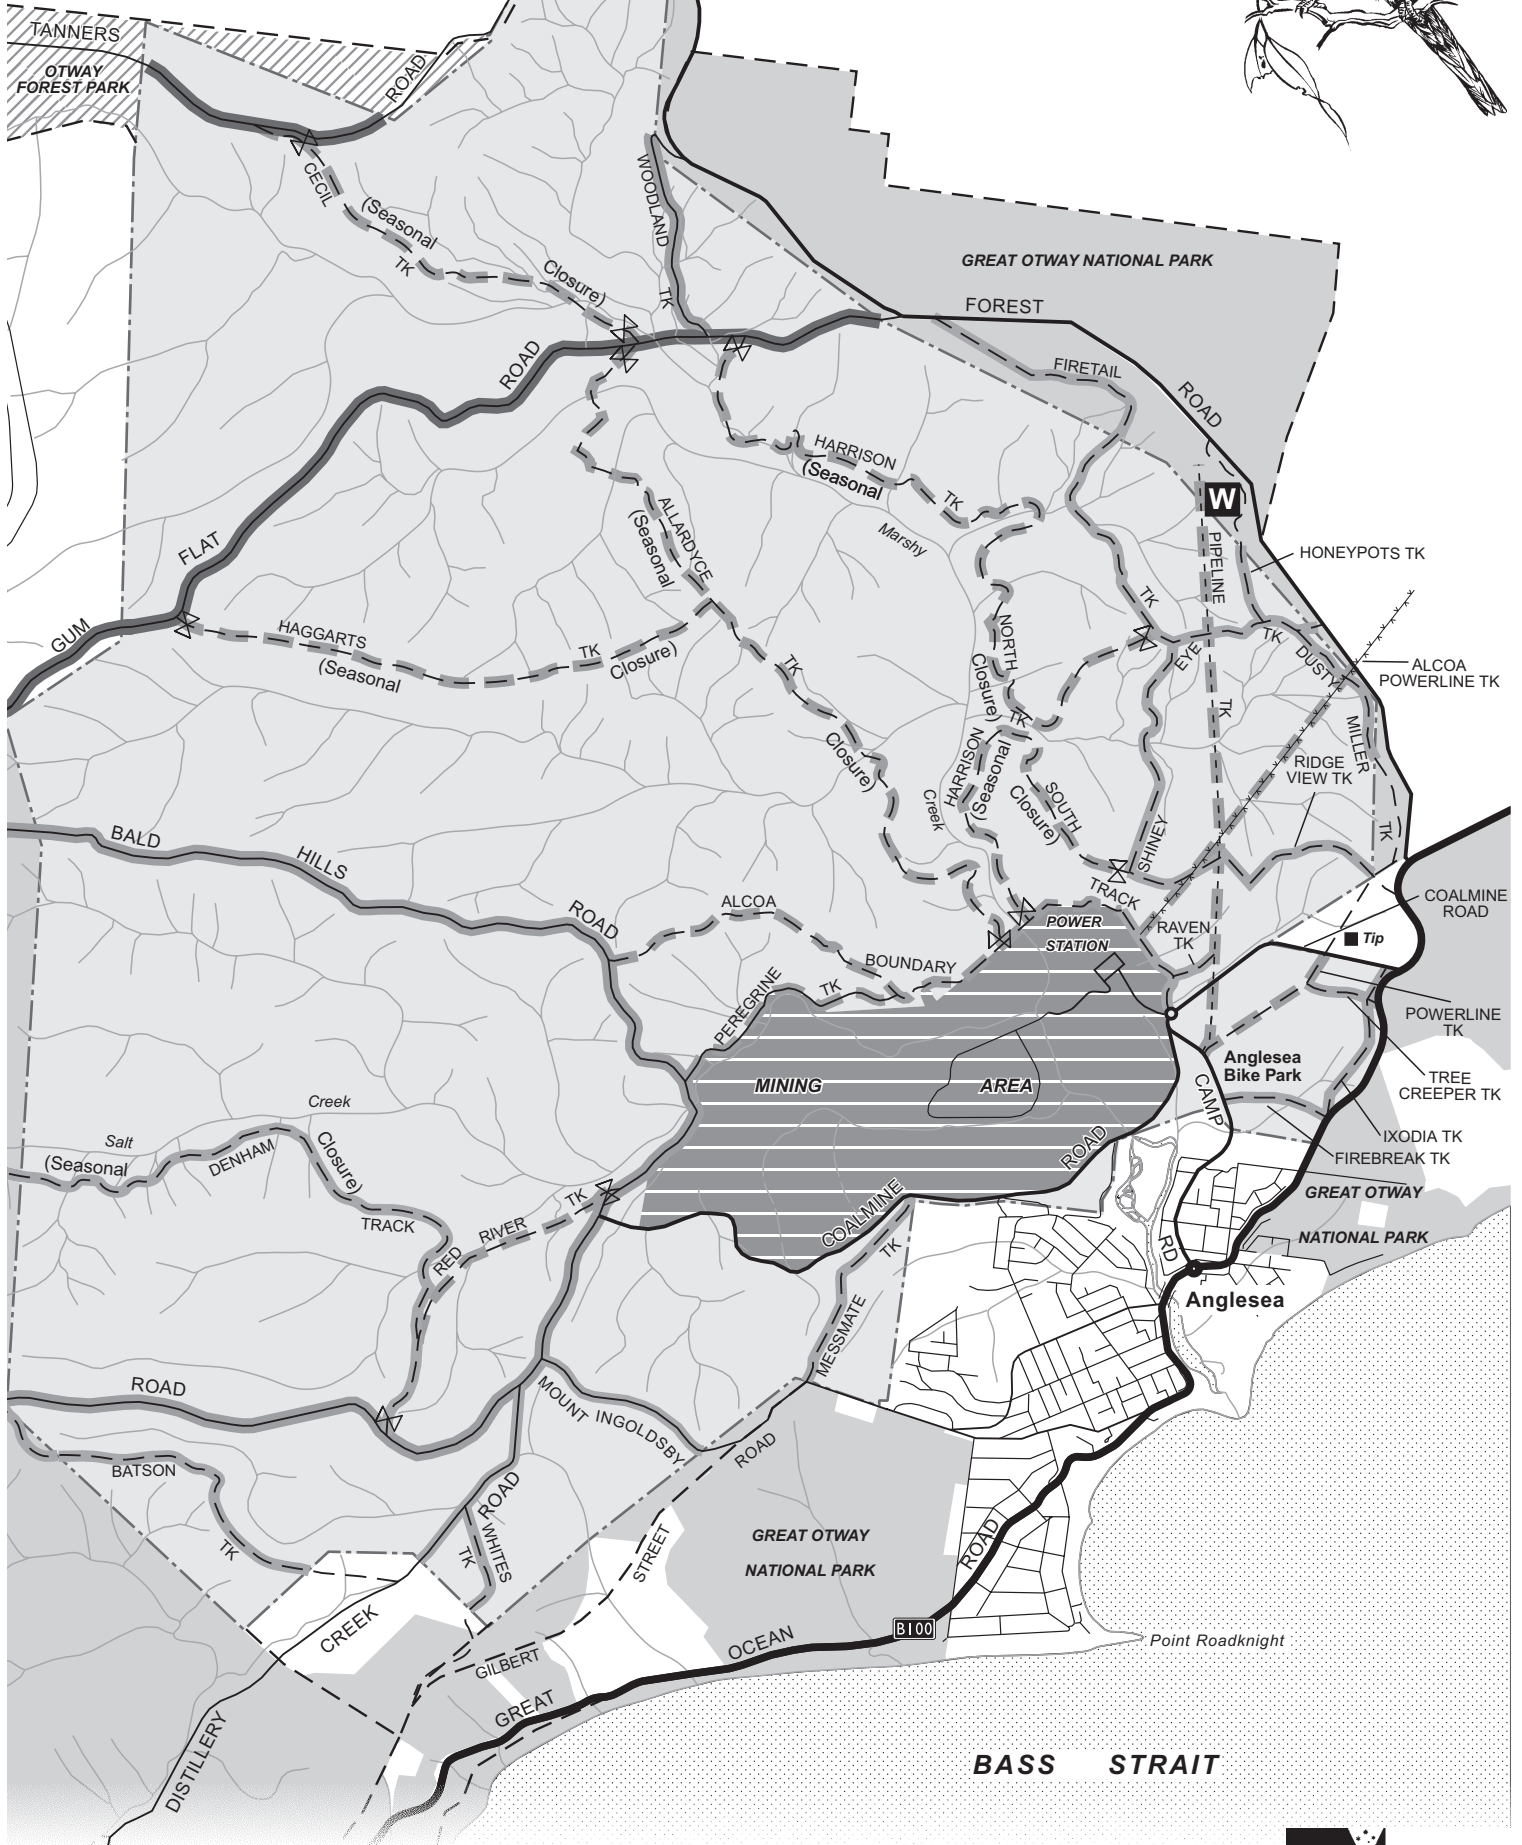 TANNERS
ROAD
OTWAY
FOREST PARK
CECIL
(Seasonal
TK
Closure)
WOODLAND
TK
GREAT OTWAY NATIONAL PARK
FOREST
ROAD
FIRETAIL
TK
ROAD
FLAT
GUM
HARRISON
(Seasonal
TK
Marshy
W
ALLARDYCE
(Seasonal
TK
Closure)
PIPELINE
TK
HONEYPOTS TK
HAGGARTS
(Seasonal
TK
Closure)
NORTH
Closure)
TK
EYE
TK
DUSTY
ALCOA
POWERLINE TK
MILLER
TK
RIDGE
VIEW TK
HARRISON
(Seasonal
Creek
SOUTH
Closure)
SHINEY
TRACK
BALD
HILLS
ROAD
ALCOA
BOUNDARY
TK
PEREGRINE
POWER
STATION
RAVEN
TK
COALMINE
ROAD
Tip
POWERLINE
TK
Anglesea
Bike Park
TREE
CREEPER TK
MINING
AREA
CAMP
RD
IXODIA TK
FIREBREAK TK
Creek
Salt
(Seasonal
DENHAM
Closure)
TRACK
RED
RIVER
TK
COALMINE
ROAD
GREAT OTWAY
NATIONAL PARK
Anglesea
MESSMATE
TK
ROAD
MOUNT
INGOLDSBY
ROAD
BATSON
TK
ROAD
WHITES
TK
STREET
GILBERT
GREAT OTWAY
NATIONAL PARK
ROAD
B100
OCEAN
GREAT
CREEK
DISTILLERY
Point Roadknight
BASS STRAIT